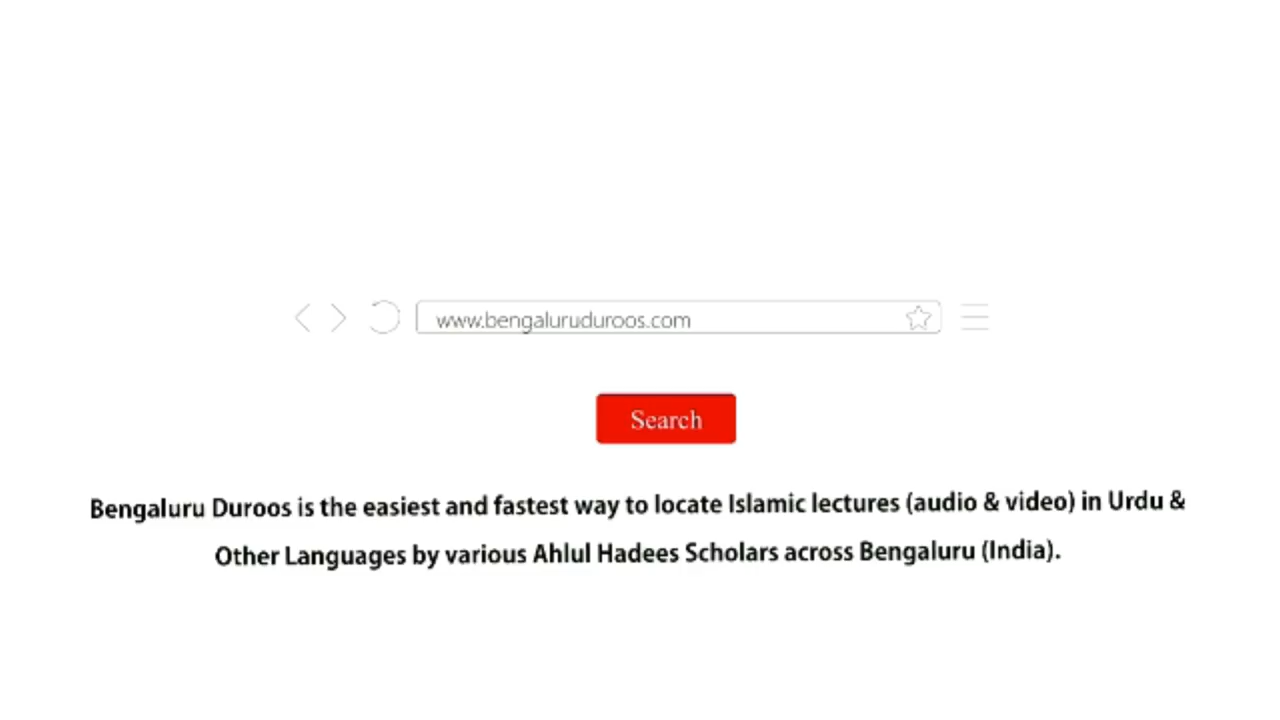 www.bengaluruduroos.com
Search
Bengaluru Duroos is the easiest and fastest way to locate Islamic lectures (audio & video) in Urdu &
Other Languages by various Ahlul Hadees Scholars across Bengaluru (India).